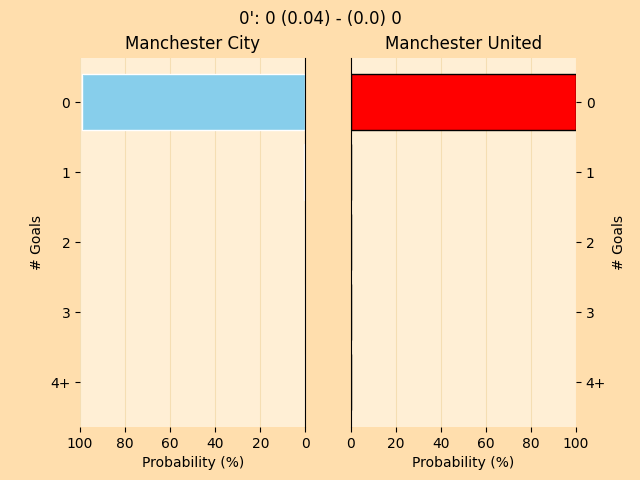 0': 0 (0.04) - (0.0) 0
Manchester City
Manchester United
0
1
2
3
4+
# Goals
100 80 60 40 20 0
Probability (%)
0
1
2
3
4+
# Goals
0 20 40 60 80 100
Probability (%)